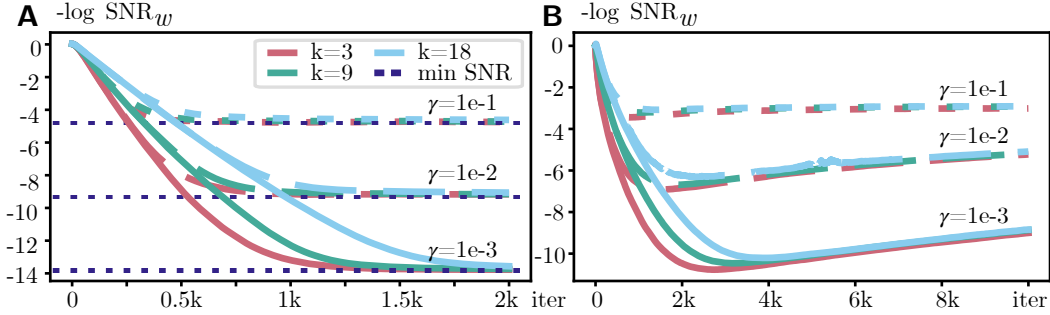 A -log SNR_w
0
-2
-4
-6
-8
-10
-12
-14
k=3 k=18
k=9 min SNR
γ=1e-1
γ=1e-2
γ=1e-3
0 0.5k 1k 1.5k 2k iter
B -log SNR_w
0
-2
-4
-6
-8
-10
γ=1e-1
γ=1e-2
γ=1e-3
0 2k 4k 6k 8k iter